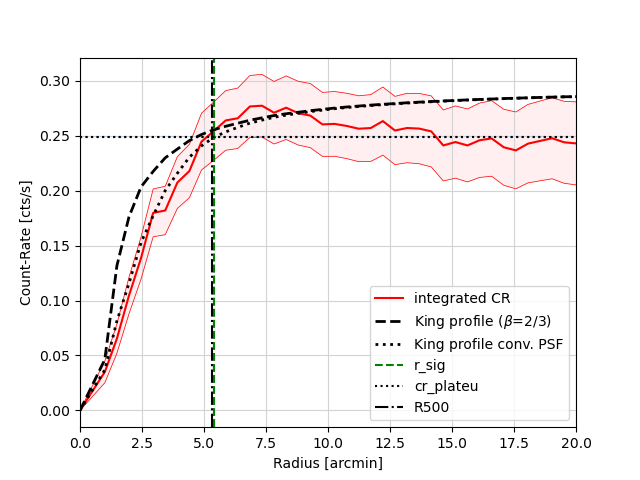 0.30
0.25
0.20
0.15
0.10
0.05
0.00
Count-Rate [cts/s]
integrated CR
King profile (β=2/3)
King profile conv. PSF
r_sig
cr_plateu
R500
0.0 2.5 5.0 7.5 10.0 12.5 15.0 17.5 20.0
Radius [arcmin]